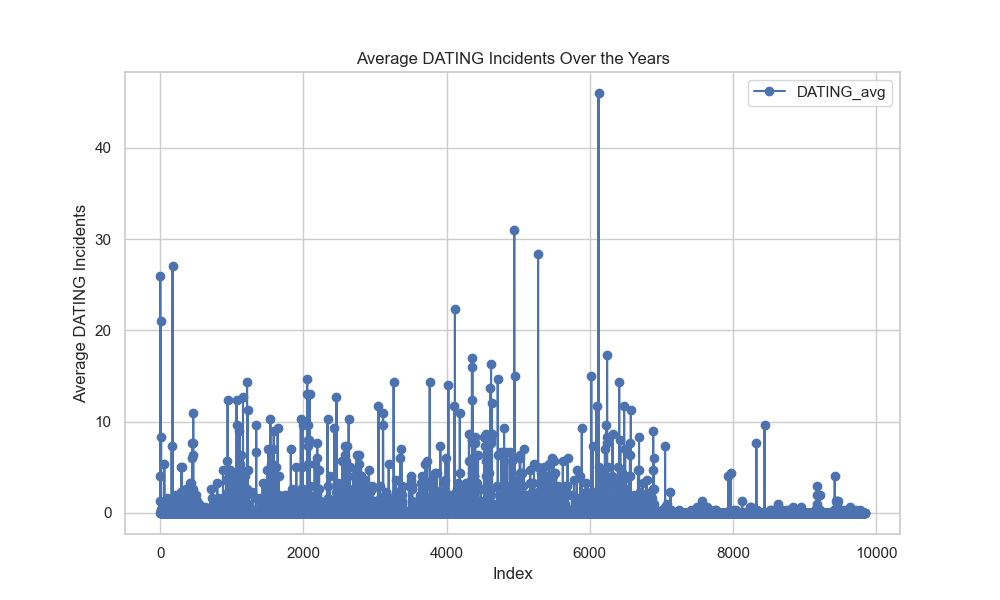 Average DATING Incidents Over the Years
DATING_avg
Average DATING Incidents
40
30
20
10
0
0 2000 4000 6000 8000 10000
Index